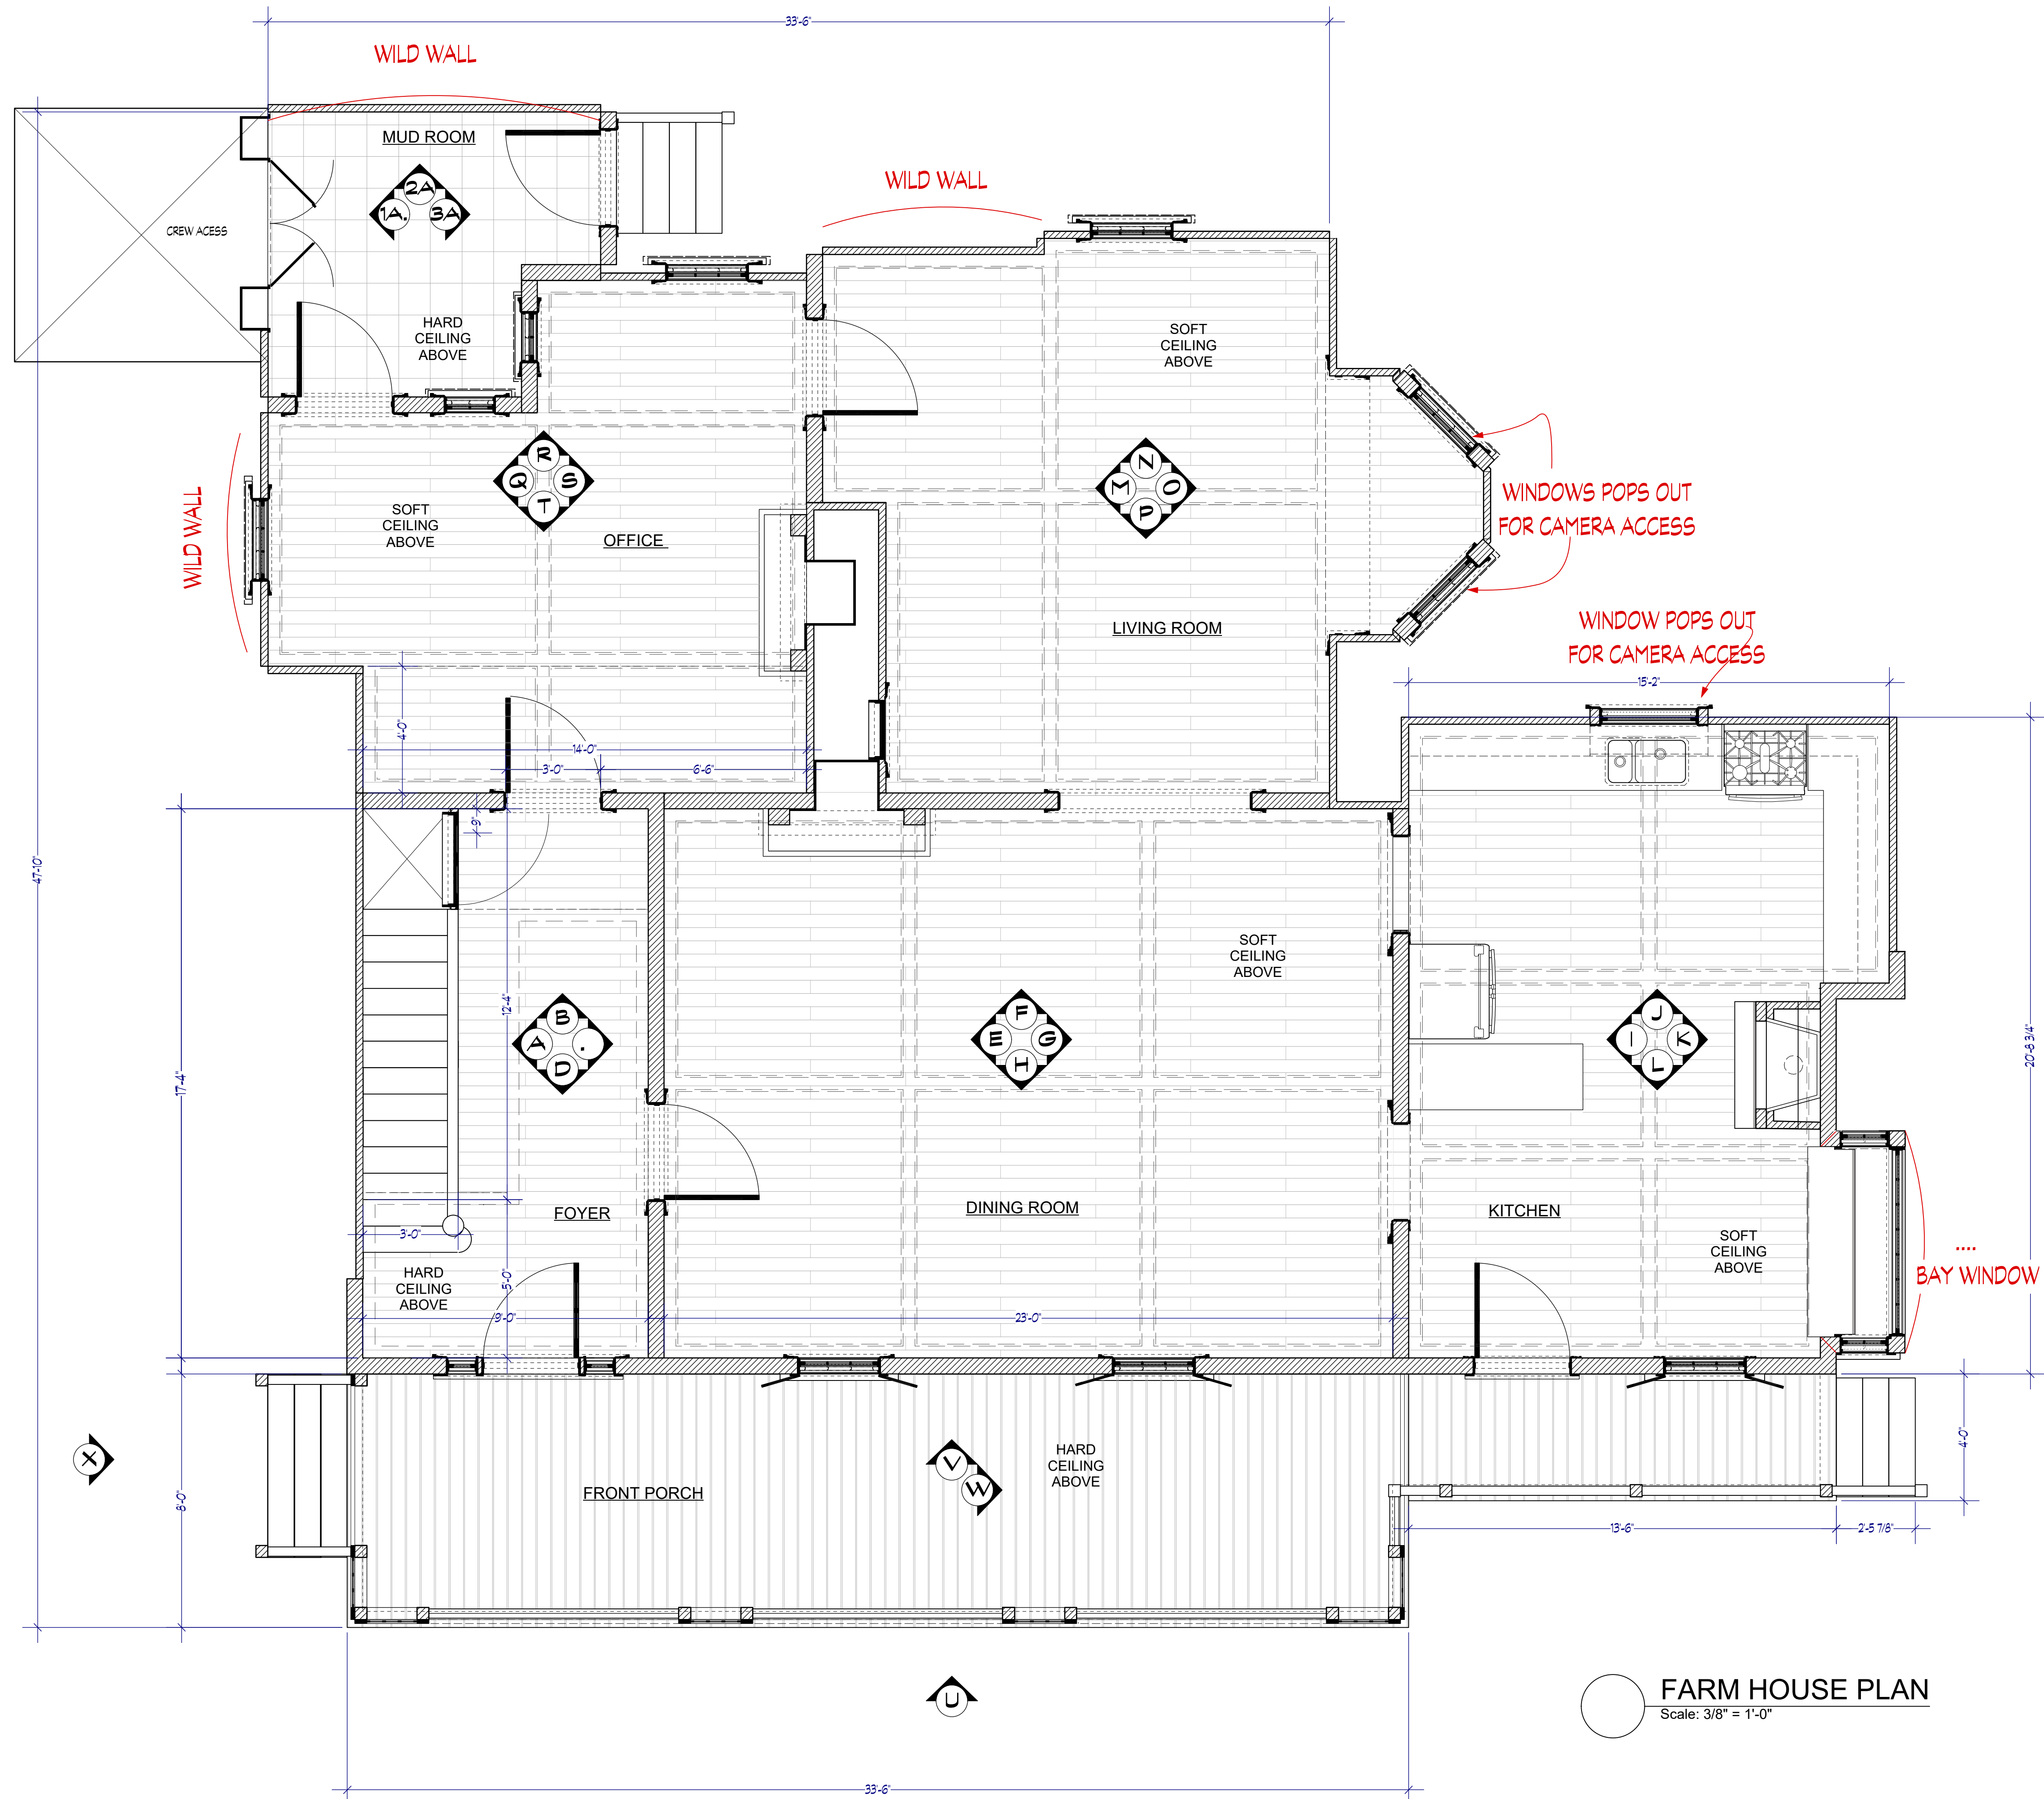 33'-6"
WILD WALL
MUD ROOM
2A
1A.
3A
CREW ACESS
WILD WALL
HARD
CEILING
ABOVE
SOFT
CEILING
ABOVE
WILD WALL
R
Q
S
T
SOFT
CEILING
ABOVE
OFFICE
N
M
O
P
WINDOWS POPS OUT
FOR CAMERA ACCESS
LIVING ROOM
WINDOW POPS OUT
FOR CAMERA ACCESS
15'-2"
4'-0"
14'-0"
3'-0"
6'-6"
9"
47'-10"
SOFT
CEILING
ABOVE
12'-4"
B
A
.
D
F
E
G
H
J
I
K
L
20'-8 3/4"
17'-4"
FOYER
DINING ROOM
KITCHEN
3'-0"
SOFT
CEILING
ABOVE
....
BAY WINDOW
HARD
CEILING
ABOVE
5'-0"
9'-0"
23'-0"
X
V
W
HARD
CEILING
ABOVE
4'-0"
FRONT PORCH
8'-0"
13'-6"
2'-5 7/8"
U
FARM HOUSE PLAN
Scale: 3/8" = 1'-0"
33'-6"